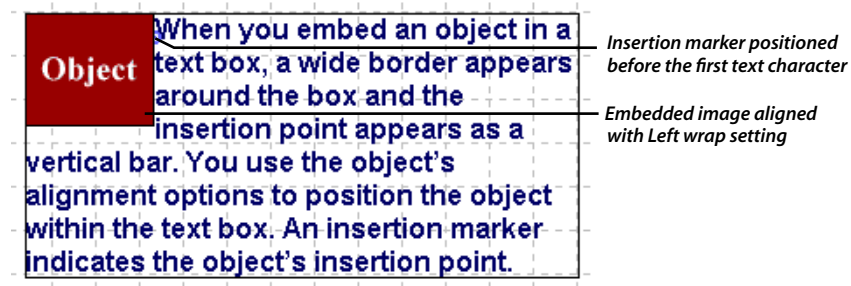 Object
When you embed an object in a
text box, a wide border appears
around the box and the
insertion point appears as a
vertical bar. You use the object’s
alignment options to position the object
within the text box. An insertion marker
indicates the object’s insertion point.
Insertion marker positioned
before the first text character
Embedded image aligned
with Left wrap setting